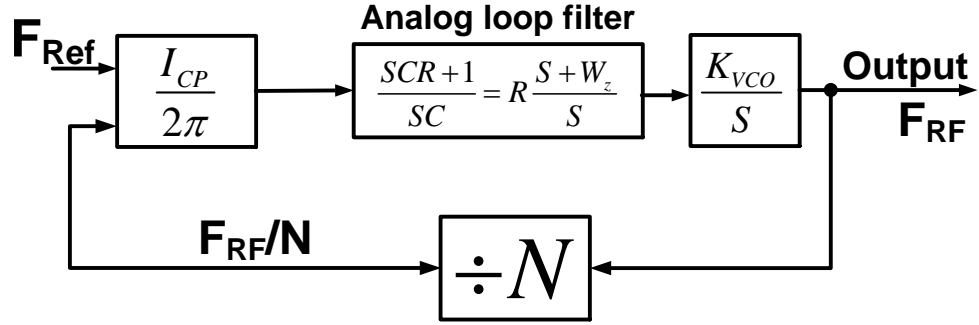 Analog loop filter
F_Ref
I_CP / 2π
(SCR+1) / SC = R (S+W_z) / S
K_VCO / S
Output
F_RF
F_RF/N
÷N